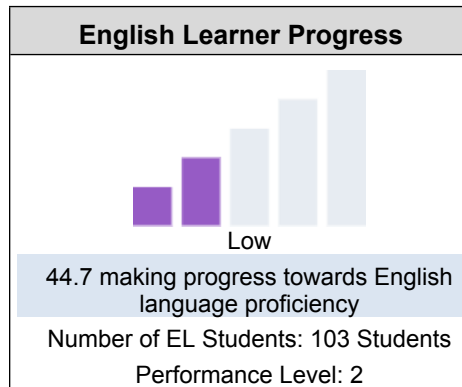 English Learner Progress
Low
44.7 making progress towards English
language proficiency
Number of EL Students: 103 Students
Performance Level: 2